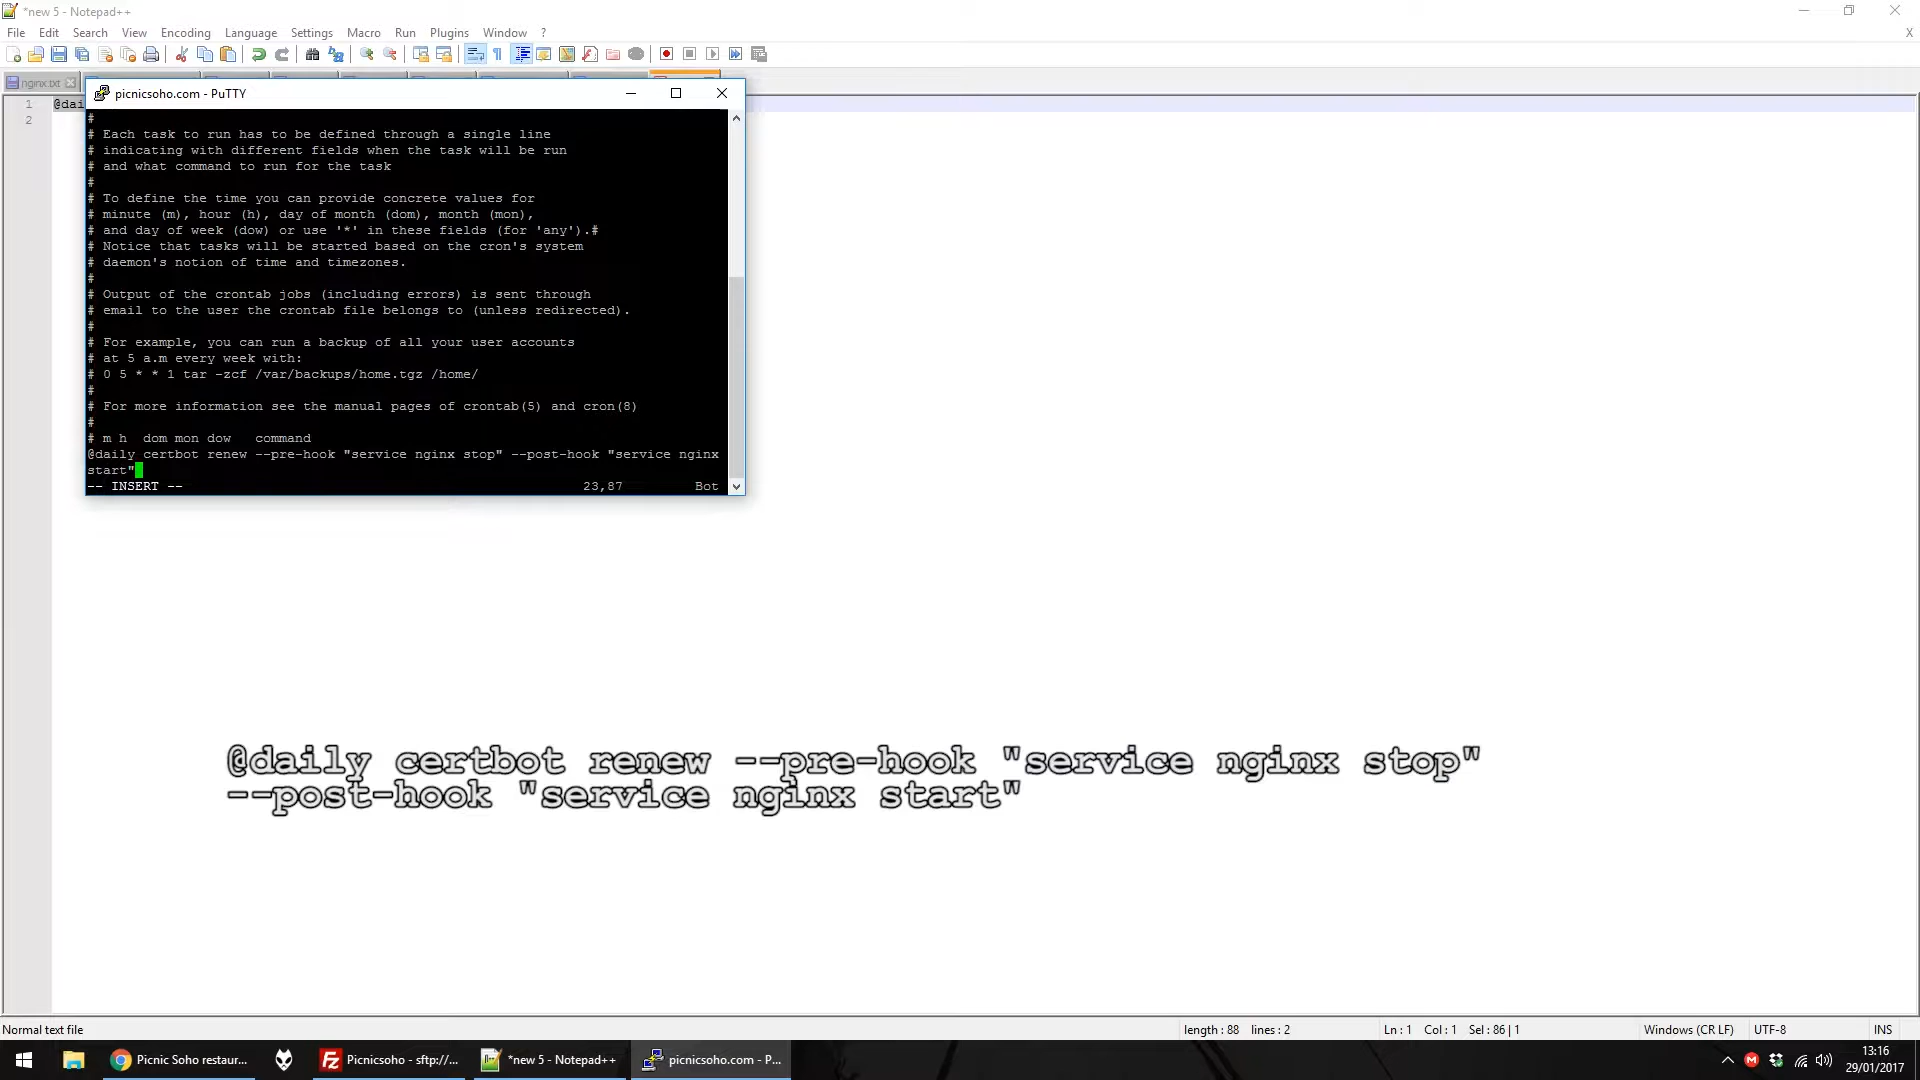 *new 5 - Notepad++
File Edit Search View Encoding Language Settings Macro Run Plugins Window ?
X
nginx.txt
1 @dai
2
picnicsoho.com - PuTTY
#
# Each task to run has to be defined through a single line
# indicating with different fields when the task will be run
# and what command to run for the task
#
# To define the time you can provide concrete values for
# minute (m), hour (h), day of month (dom), month (mon),
# and day of week (dow) or use '*' in these fields (for 'any').#
# Notice that tasks will be started based on the cron's system
# daemon's notion of time and timezones.
#
# Output of the crontab jobs (including errors) is sent through
# email to the user the crontab file belongs to (unless redirected).
#
# For example, you can run a backup of all your user accounts
# at 5 a.m every week with:
# 0 5 * * 1 tar -zcf /var/backups/home.tgz /home/
#
# For more information see the manual pages of crontab(5) and cron(8)
#
# m h  dom mon dow   command
@daily certbot renew --pre-hook "service nginx stop" --post-hook "service nginx
start"
-- INSERT -- 23,87 Bot
@daily certbot renew --pre-hook "service nginx stop"
--post-hook "service nginx start"
Normal text file length : 88 lines : 2 Ln : 1 Col : 1 Sel : 86 | 1 Windows (CR LF) UTF-8 INS
Picnic Soho restaur... Picnicsoho - sftp://... *new 5 - Notepad++ picnicsoho.com - P...
13:16
29/01/2017